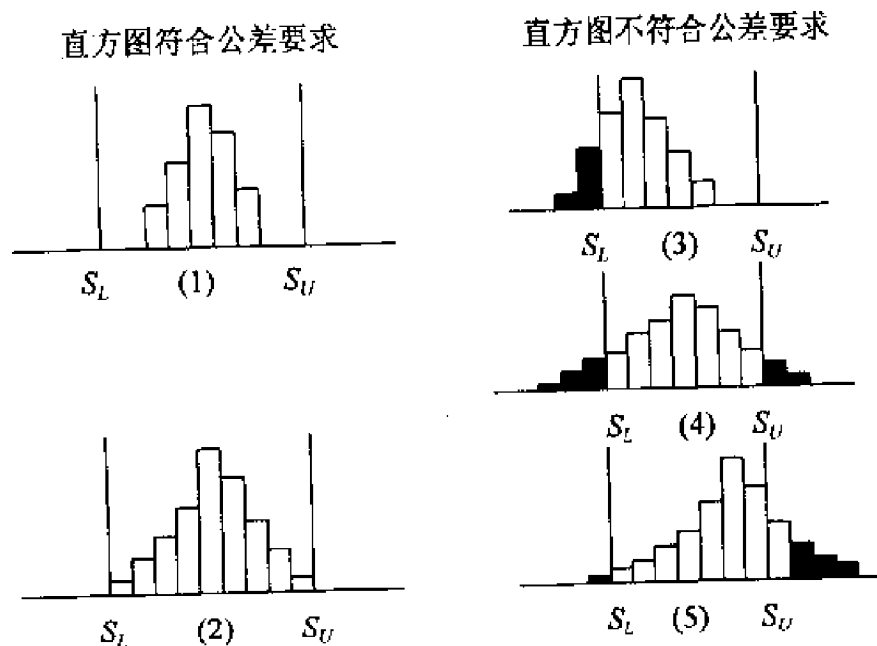 直方图符合公差要求
S_L (1) S_U
S_L (2) S_U
直方图不符合公差要求
S_L (3) S_U
S_L (4) S_U
S_L (5) S_U